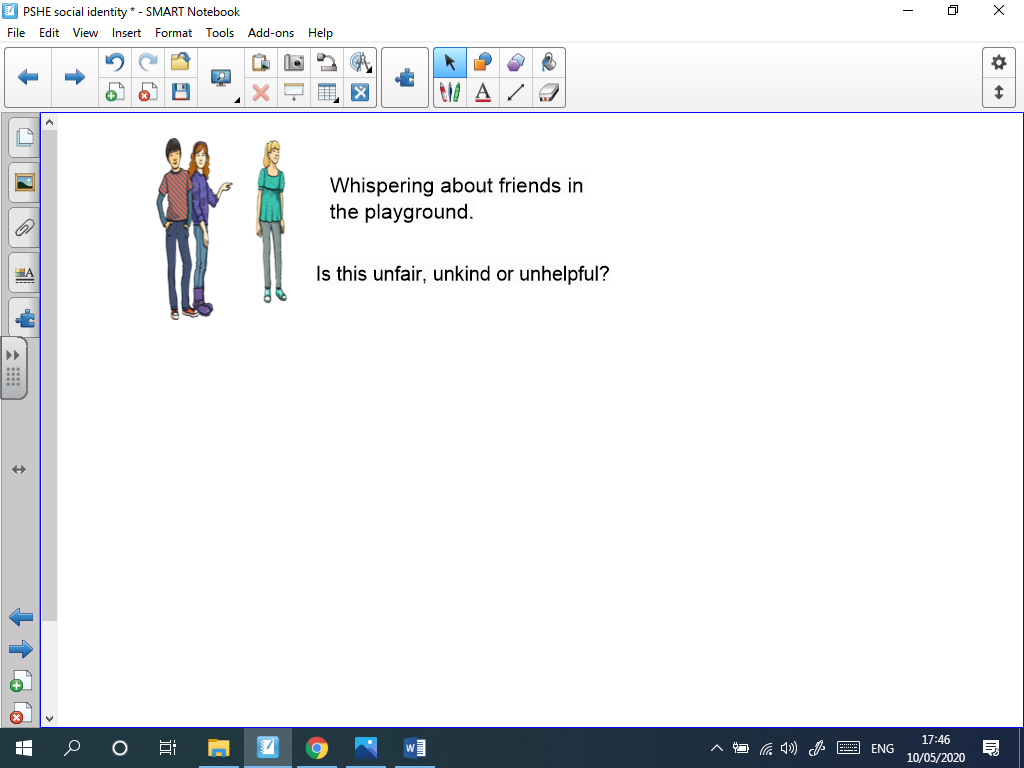 PSHE social identity * - SMART Notebook
File Edit View Insert Format Tools Add-ons Help
Whispering about friends in
the playground.
Is this unfair, unkind or unhelpful?
ENG
17:46
10/05/2020